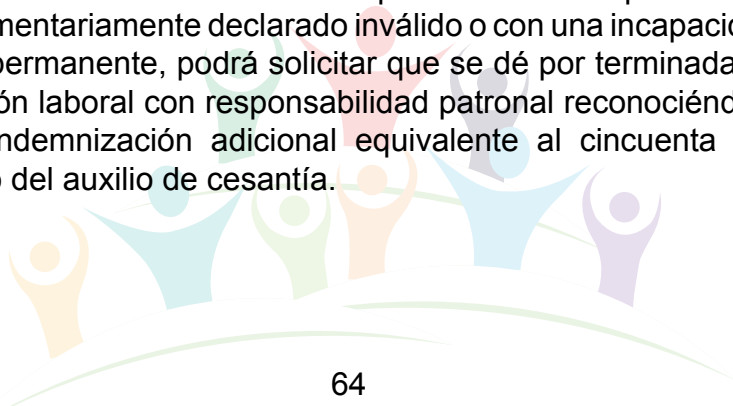 mentariamente declarado inválido o con una incapacid
permanente, podrá solicitar que se dé por terminada
ón laboral con responsabilidad patronal reconociénd
ndemnización adicional equivalente al cincuenta
o del auxilio de cesantía.
64